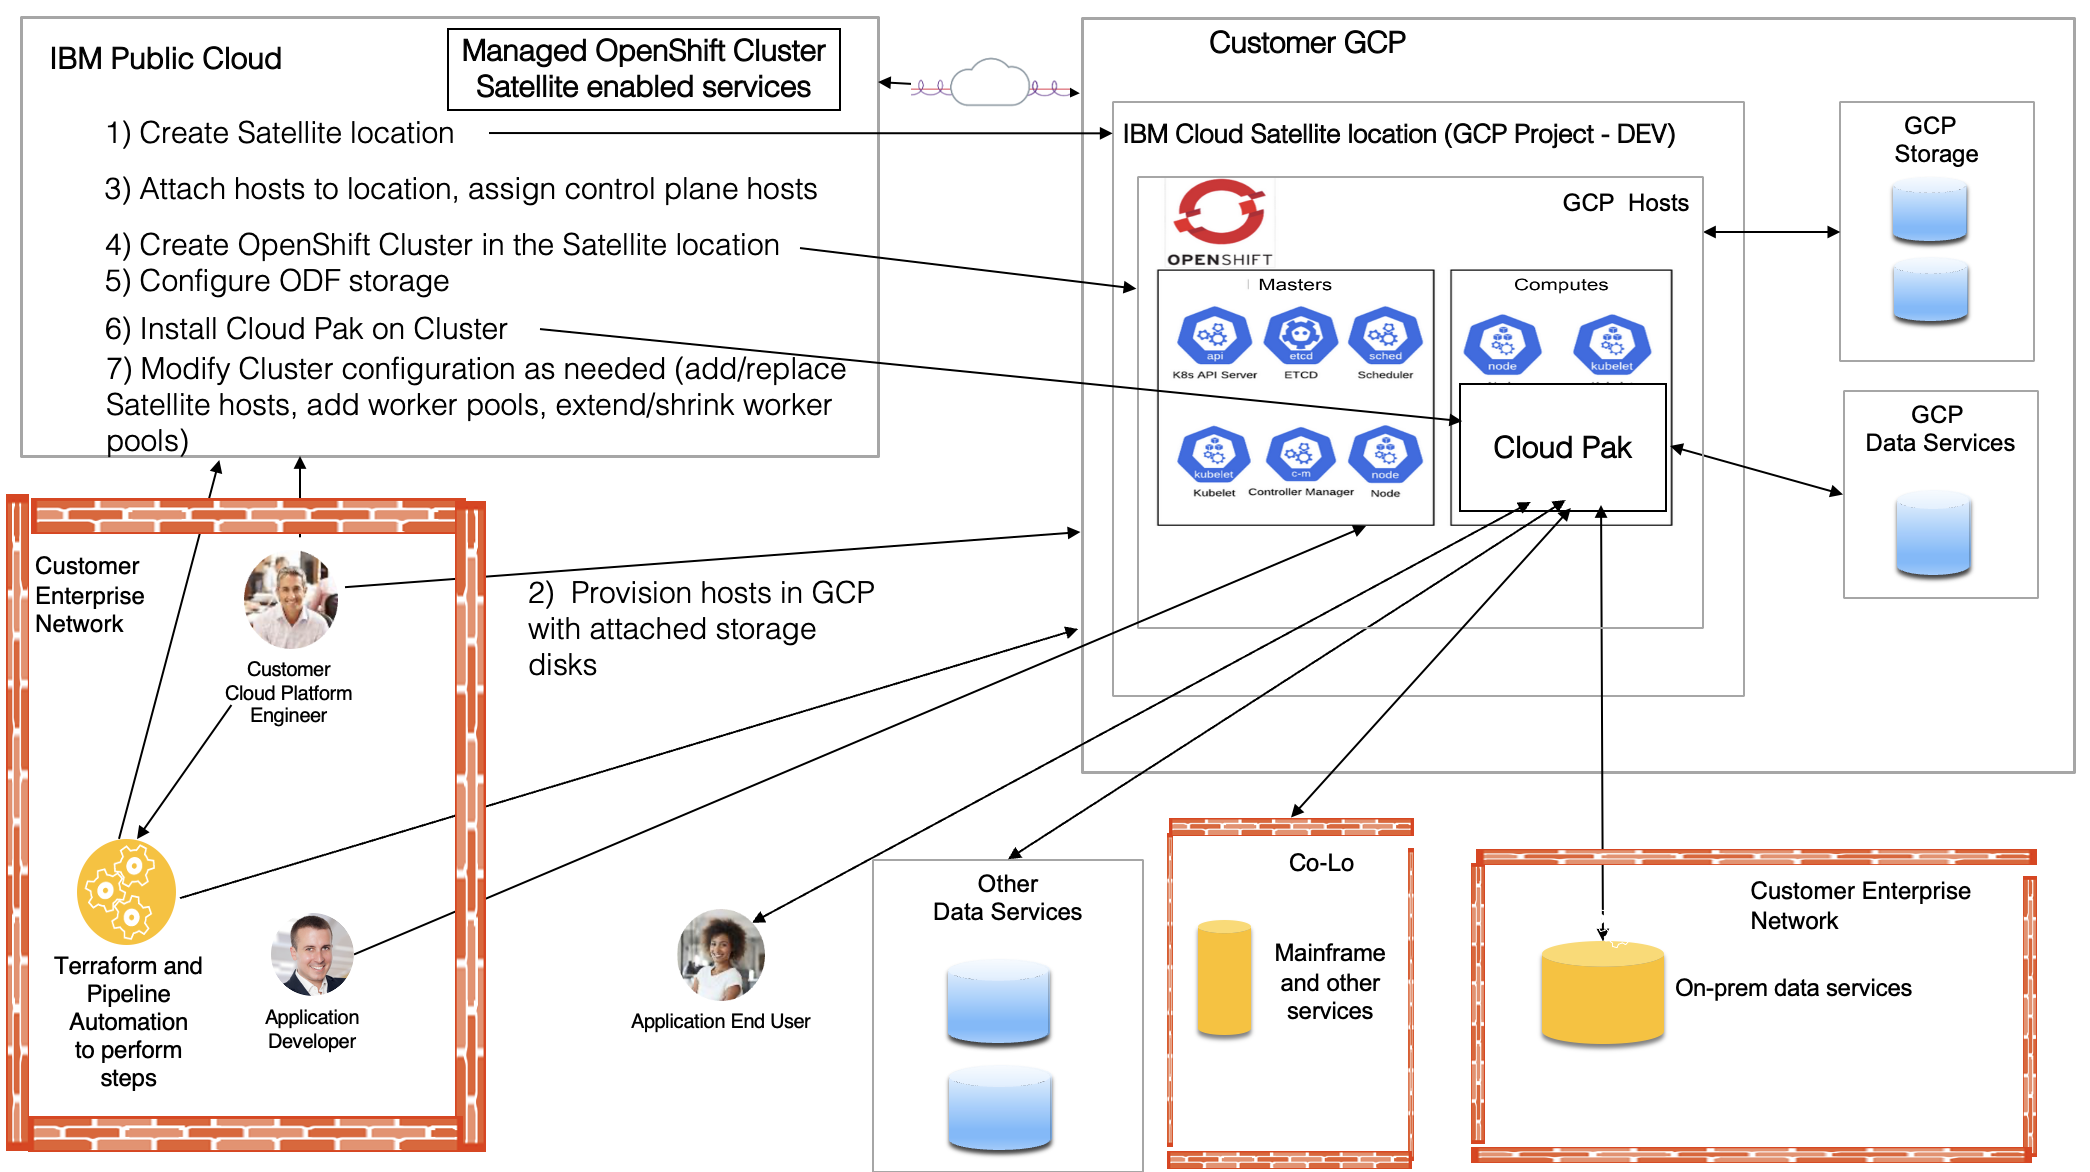 IBM Public Cloud
Managed OpenShift Cluster
Satellite enabled services
1) Create Satellite location
3) Attach hosts to location, assign control plane hosts
4) Create OpenShift Cluster in the Satellite location
5) Configure ODF storage
6) Install Cloud Pak on Cluster
7) Modify Cluster configuration as needed (add/replace
Satellite hosts, add worker pools, extend/shrink worker
pools)
Customer GCP
IBM Cloud Satellite location (GCP Project - DEV)
GCP Hosts
OPENSHIFT
Masters
api
K8s API Server
etcd
ETCD
sched
Scheduler
kubelet
Kubelet
c-m
Controller Manager
node
Node
Computes
node
kubelet
Cloud Pak
GCP
Storage
GCP
Data Services
Customer
Enterprise
Network
Customer
Cloud Platform
Engineer
2) Provision hosts in GCP
with attached storage
disks
Terraform and
Pipeline
Automation
to perform
steps
Application
Developer
Application End User
Other
Data Services
Co-Lo
Mainframe
and other
services
Customer Enterprise
Network
On-prem data services